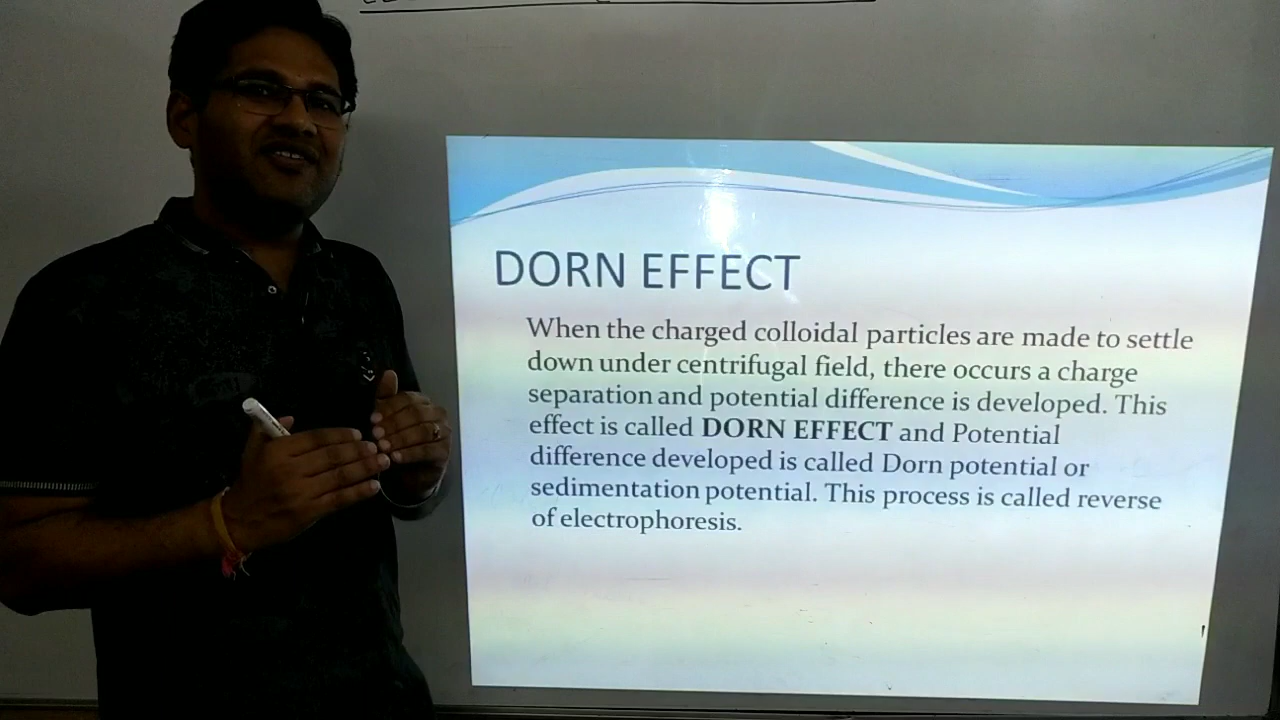 DORN EFFECT
When the charged colloidal particles are made to settle
down under centrifugal field, there occurs a charge
separation and potential difference is developed. This
effect is called DORN EFFECT and Potential
difference developed is called Dorn potential or
sedimentation potential. This process is called reverse
of electrophoresis.